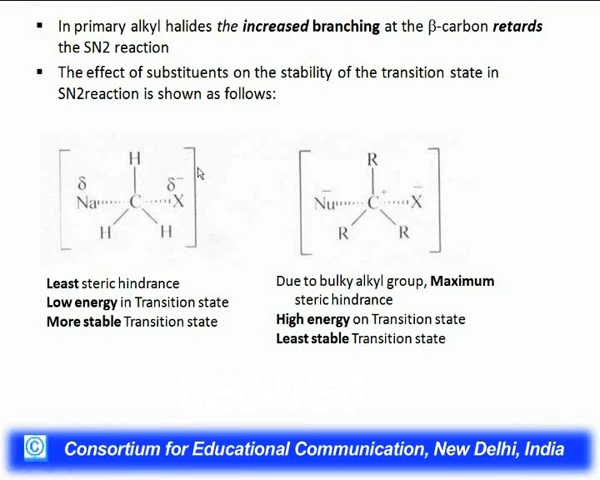 ▪ In primary alkyl halides the increased branching at the β-carbon retards
the SN2 reaction
▪ The effect of substituents on the stability of the transition state in
SN2reaction is shown as follows:
H
δ δ⁻
Na······ C ······X
H H
R
Nu⁻······ C⁺ ······X⁻
R R
Least steric hindrance
Low energy in Transition state
More stable Transition state
Due to bulky alkyl group, Maximum
steric hindrance
High energy on Transition state
Least stable Transition state
CEC-UGC
© Consortium for Educational Communication, New Delhi, India